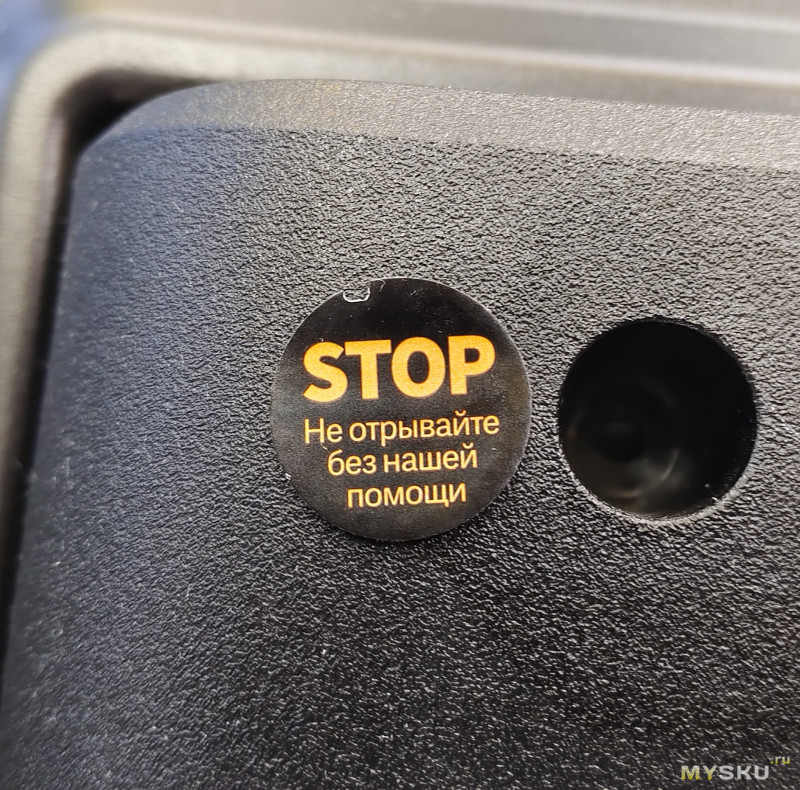 STOP
Не отрывайте
без нашей
помощи
MYSKU.ru